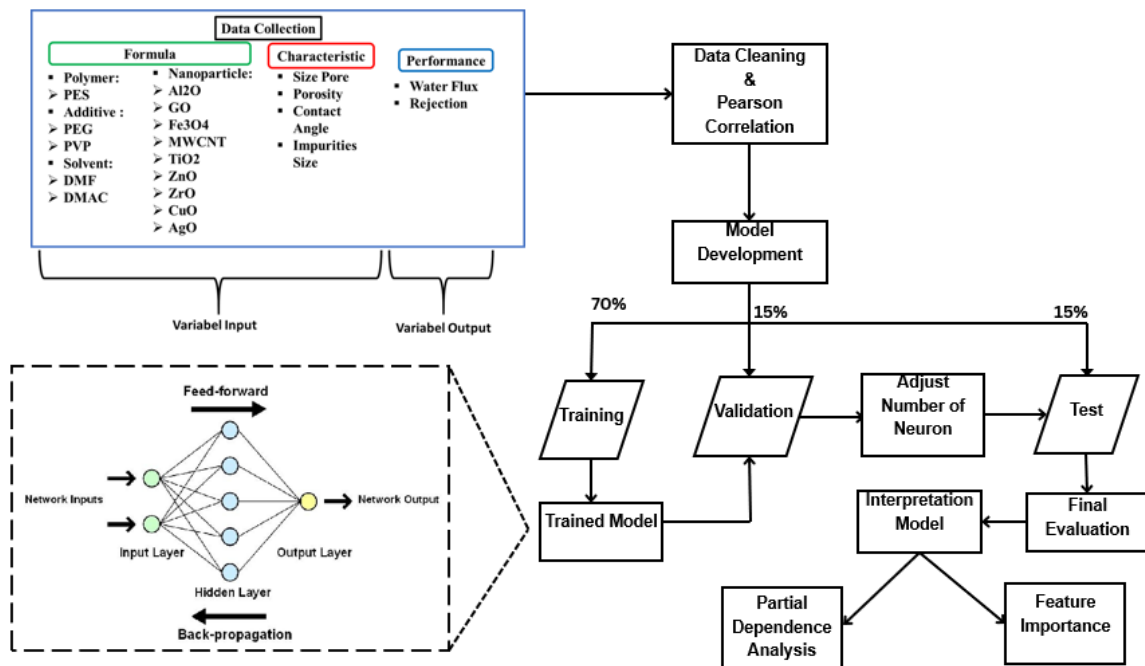 Data Collection
Formula
Polymer:
PES
Additive :
PEG
PVP
Solvent:
DMF
DMAC
Nanoparticle:
Al2O
GO
Fe3O4
MWCNT
TiO2
ZnO
ZrO
CuO
AgO
Characteristic
Size Pore
Porosity
Contact
Angle
Impurities
Size
Performance
Water Flux
Rejection
Variabel Input
Variabel Output
Data Cleaning
&
Pearson
Correlation
Model
Development
70%
15%
15%
Training
Validation
Adjust
Number of
Neuron
Test
Trained Model
Interpretation
Model
Final
Evaluation
Partial
Dependence
Analysis
Feature
Importance
Feed-forward
Network Inputs
Network Output
Input Layer
Output Layer
Hidden Layer
Back-propagation